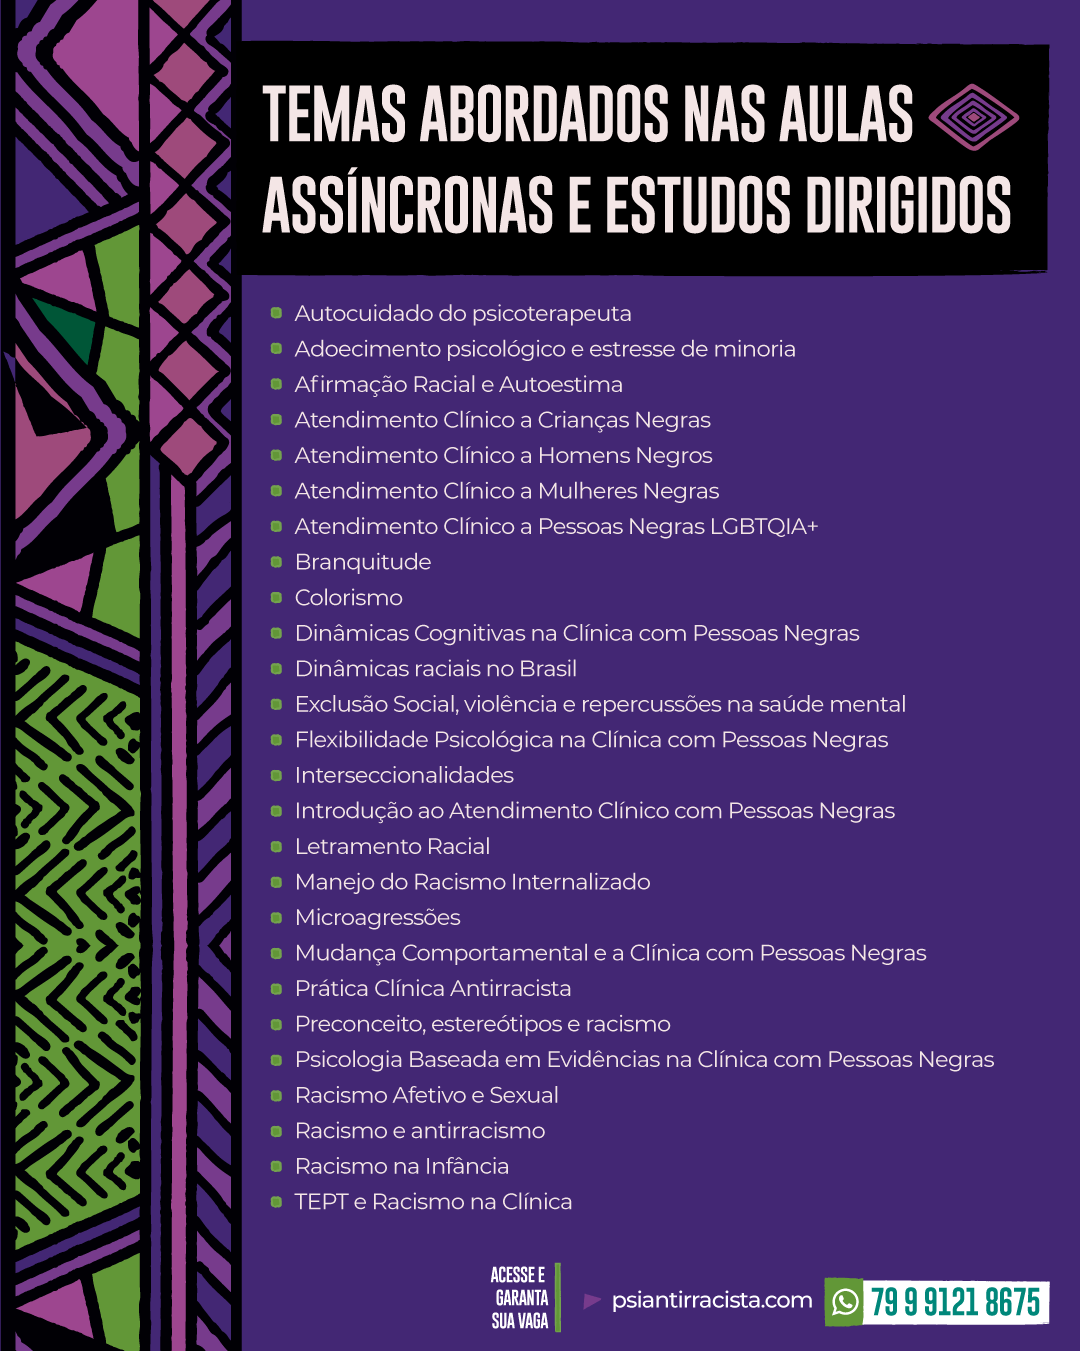 TEMAS ABORDADOS NAS AULAS
ASSÍNCRONAS E ESTUDOS DIRIGIDOS
Autocuidado do psicoterapeuta
Adoecimento psicológico e estresse de minoria
Afirmação Racial e Autoestima
Atendimento Clínico a Crianças Negras
Atendimento Clínico a Homens Negros
Atendimento Clínico a Mulheres Negras
Atendimento Clínico a Pessoas Negras LGBTQIA+
Branquitude
Colorismo
Dinâmicas Cognitivas na Clínica com Pessoas Negras
Dinâmicas raciais no Brasil
Exclusão Social, violência e repercussões na saúde mental
Flexibilidade Psicológica na Clínica com Pessoas Negras
Interseccionalidades
Introdução ao Atendimento Clínico com Pessoas Negras
Letramento Racial
Manejo do Racismo Internalizado
Microagressões
Mudança Comportamental e a Clínica com Pessoas Negras
Prática Clínica Antirracista
Preconceito, estereótipos e racismo
Psicologia Baseada em Evidências na Clínica com Pessoas Negras
Racismo Afetivo e Sexual
Racismo e antirracismo
Racismo na Infância
TEPT e Racismo na Clínica
ACESSE E
GARANTA
SUA VAGA
psiantirracista.com
79 9 9121 8675